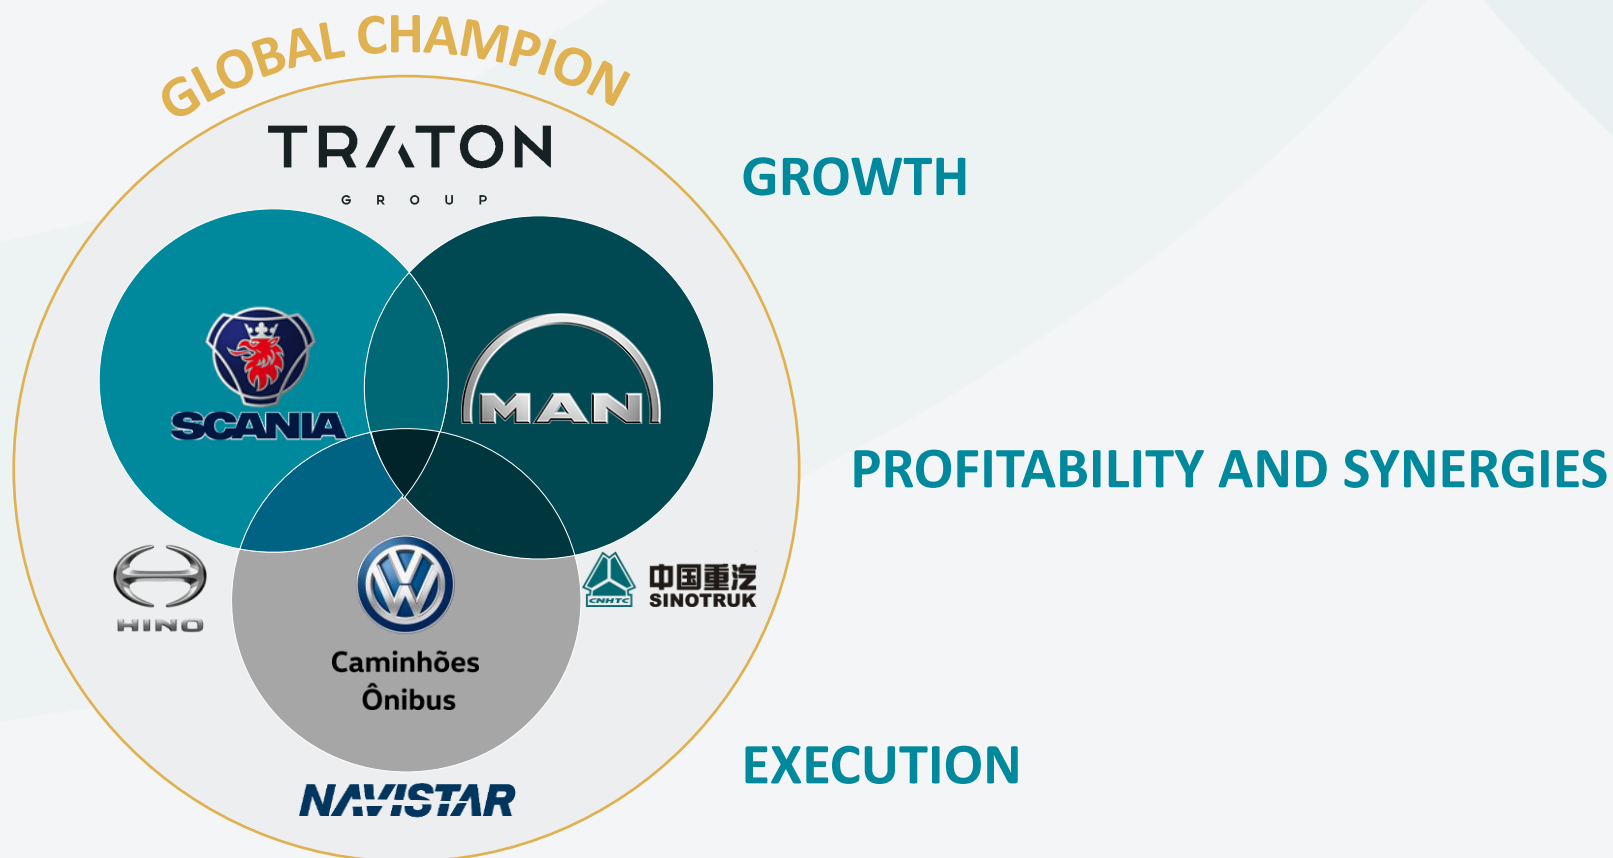 GLOBAL CHAMPION
TRATON
GROUP
GROWTH
SCANIA
MAN
PROFITABILITY AND SYNERGIES
HINO
CNHTC
中国重汽
SINOTRUK
Caminhões
Ônibus
NAVISTAR
EXECUTION